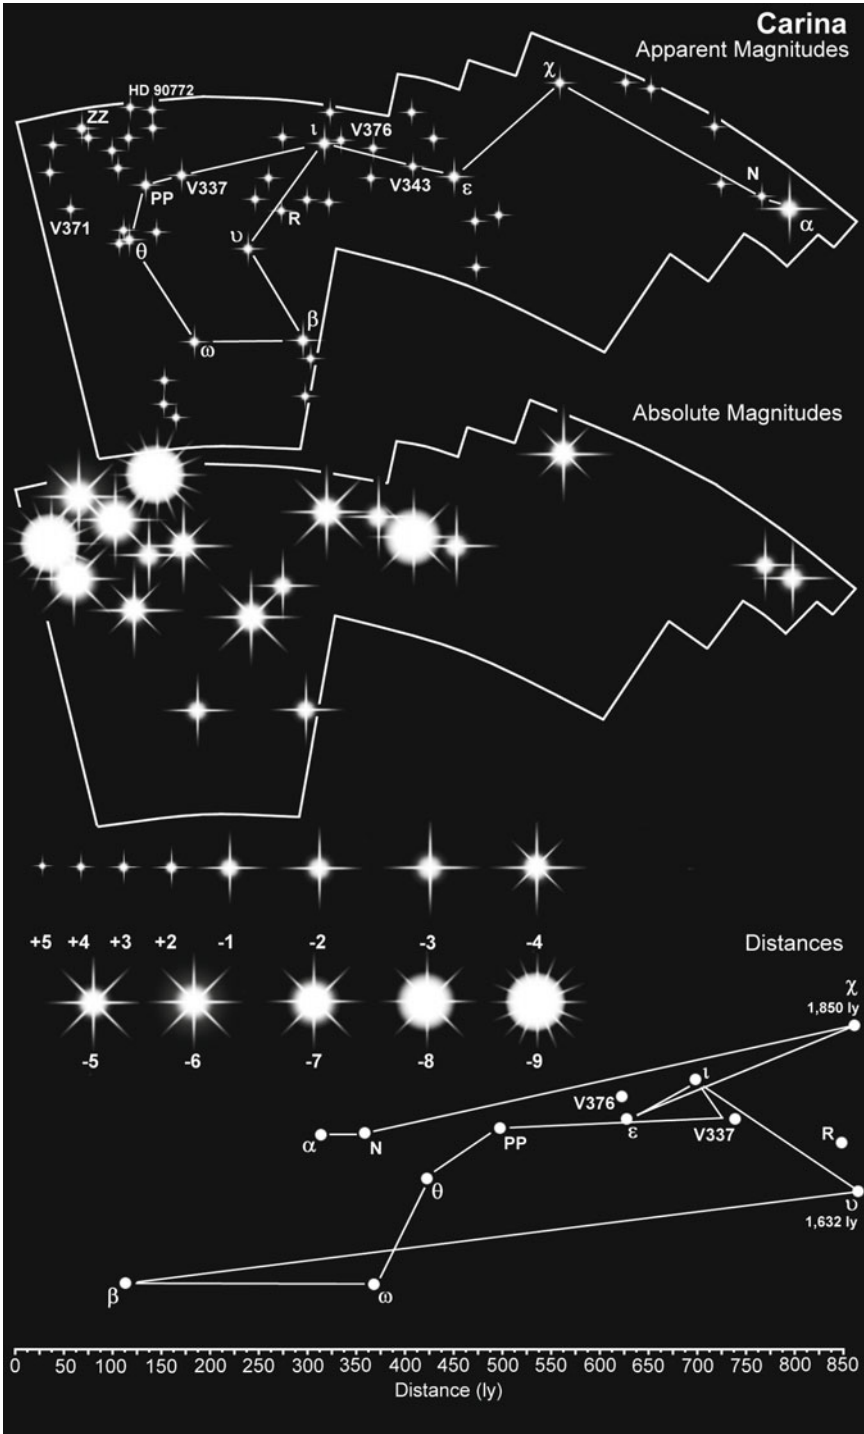 Carina
Apparent Magnitudes
χ
HD 90772
ZZ
ι
V376
N
V337
V343
ε
PP
V371
R
α
θ
υ
β
ω
Absolute Magnitudes
+5 +4 +3 +2 -1 -2 -3 -4
Distances
χ
1,850 ly
-5 -6 -7 -8 -9
ι
V376
α N PP ε V337 R
θ
υ
1,632 ly
β ω
0 50 100 150 200 250 300 350 400 450 500 550 600 650 700 750 800 850
Distance (ly)